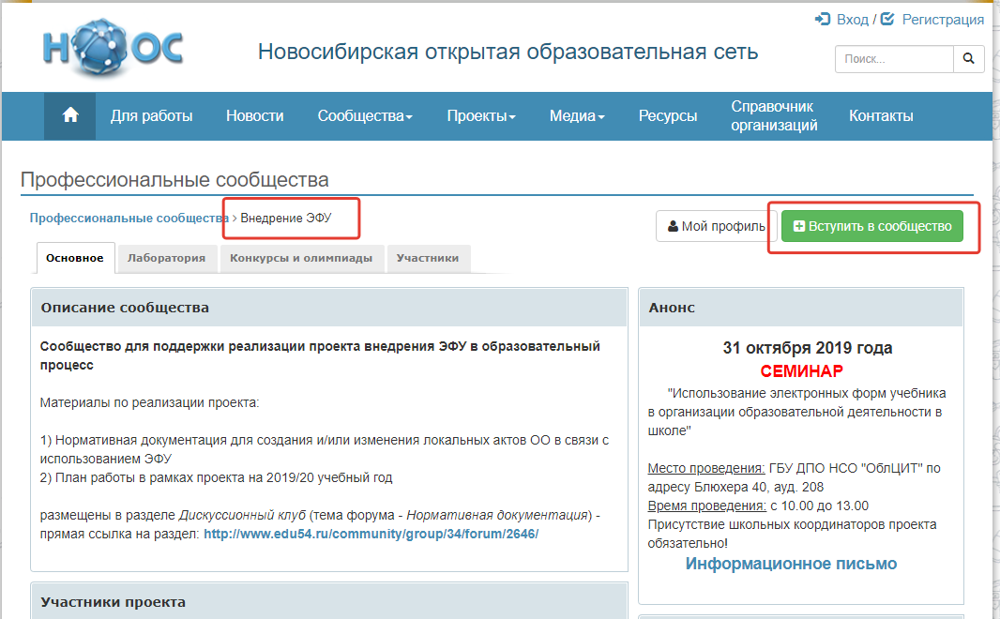 Вход / Регистрация
НООС
Новосибирская открытая образовательная сеть
Поиск...
Для работы
Новости
Сообщества
Проекты
Медиа
Ресурсы
Справочник
организаций
Контакты
Профессиональные сообщества
Профессиональные сообщества › Внедрение ЭФУ
Мой профиль
Вступить в сообщество
Основное
Лаборатория
Конкурсы и олимпиады
Участники
Описание сообщества
Сообщество для поддержки реализации проекта внедрения ЭФУ в образовательный
процесс
Материалы по реализации проекта:
1) Нормативная документация для создания и/или изменения локальных актов ОО в связи с
использованием ЭФУ
2) План работы в рамках проекта на 2019/20 учебный год
размещены в разделе Дискуссионный клуб (тема форума - Нормативная документация) -
прямая ссылка на раздел: http://www.edu54.ru/community/group/34/forum/2646/
Участники проекта
Анонс
31 октября 2019 года
СЕМИНАР
"Использование электронных форм учебника
в организации образовательной деятельности в
школе"
Место проведения: ГБУ ДПО НСО "ОблЦИТ" по
адресу Блюхера 40, ауд. 208
Время проведения: с 10.00 до 13.00
Присутствие школьных координаторов проекта
обязательно!
Информационное письмо